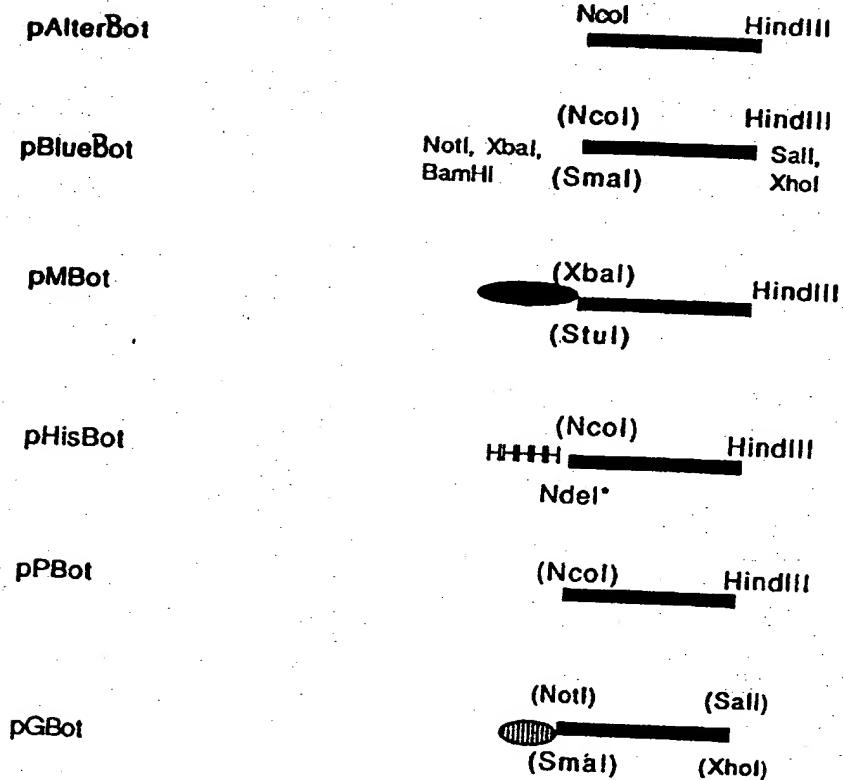 pAlterBot NcoI HindIII
pBlueBot (NcoI) HindIII
NotI, XbaI, SalI,
BamHI (SmaI) XhoI
pMBot (XbaI) HindIII
(StuI)
pHisBot (NcoI) HindIII
HHHHH
NdeI*
pPBot (NcoI) HindIII
pGBot (NotI) (SalI)
(SmaI) (XhoI)